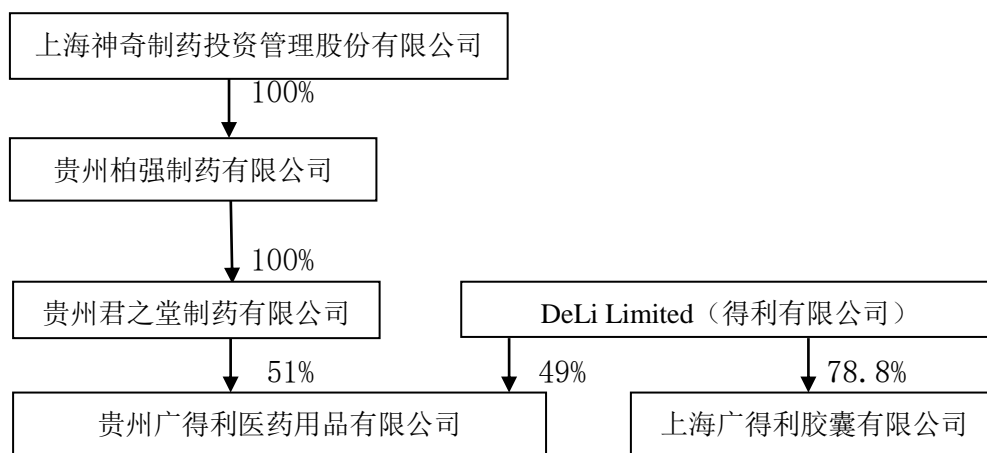 上海神奇制药投资管理股份有限公司
100%
贵州柏强制药有限公司
100%
贵州君之堂制药有限公司
DeLi Limited（得利有限公司）
51%
49%
78.8%
贵州广得利医药用品有限公司
上海广得利胶囊有限公司